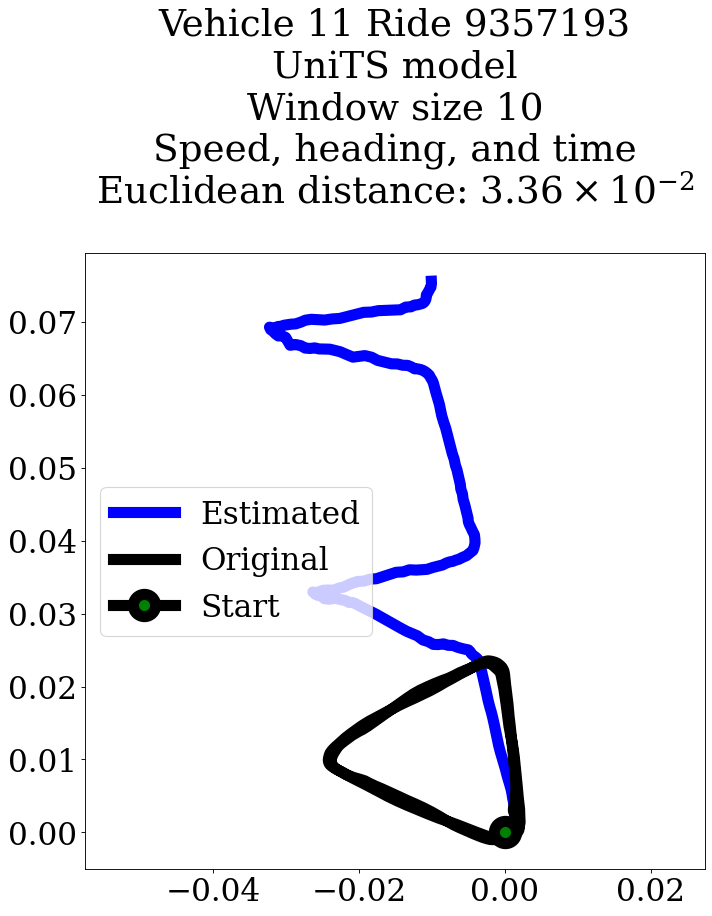 Vehicle 11 Ride 9357193
UniTS model
Window size 10
Speed, heading, and time
Euclidean distance: 3.36 × 10⁻²
0.07
0.06
0.05
0.04
0.03
0.02
0.01
0.00
Estimated
Original
Start
−0.04 −0.02 0.00 0.02